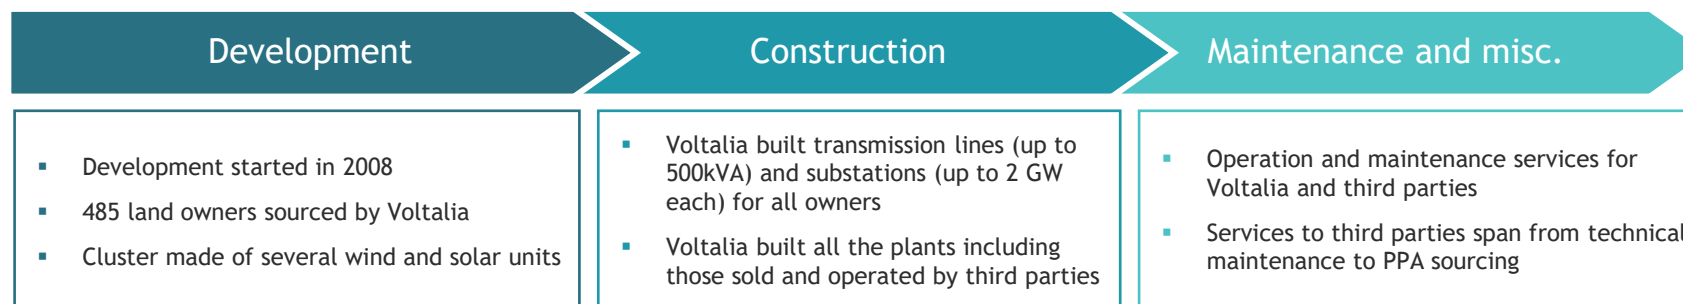 Development
Construction
Maintenance and misc.
▪ Development started in 2008
▪ 485 land owners sourced by Voltalia
▪ Cluster made of several wind and solar units
▪ Voltalia built transmission lines (up to
500kVA) and substations (up to 2 GW
each) for all owners
▪ Voltalia built all the plants including
those sold and operated by third parties
▪ Operation and maintenance services for
Voltalia and third parties
▪ Services to third parties span from technical
maintenance to PPA sourcing